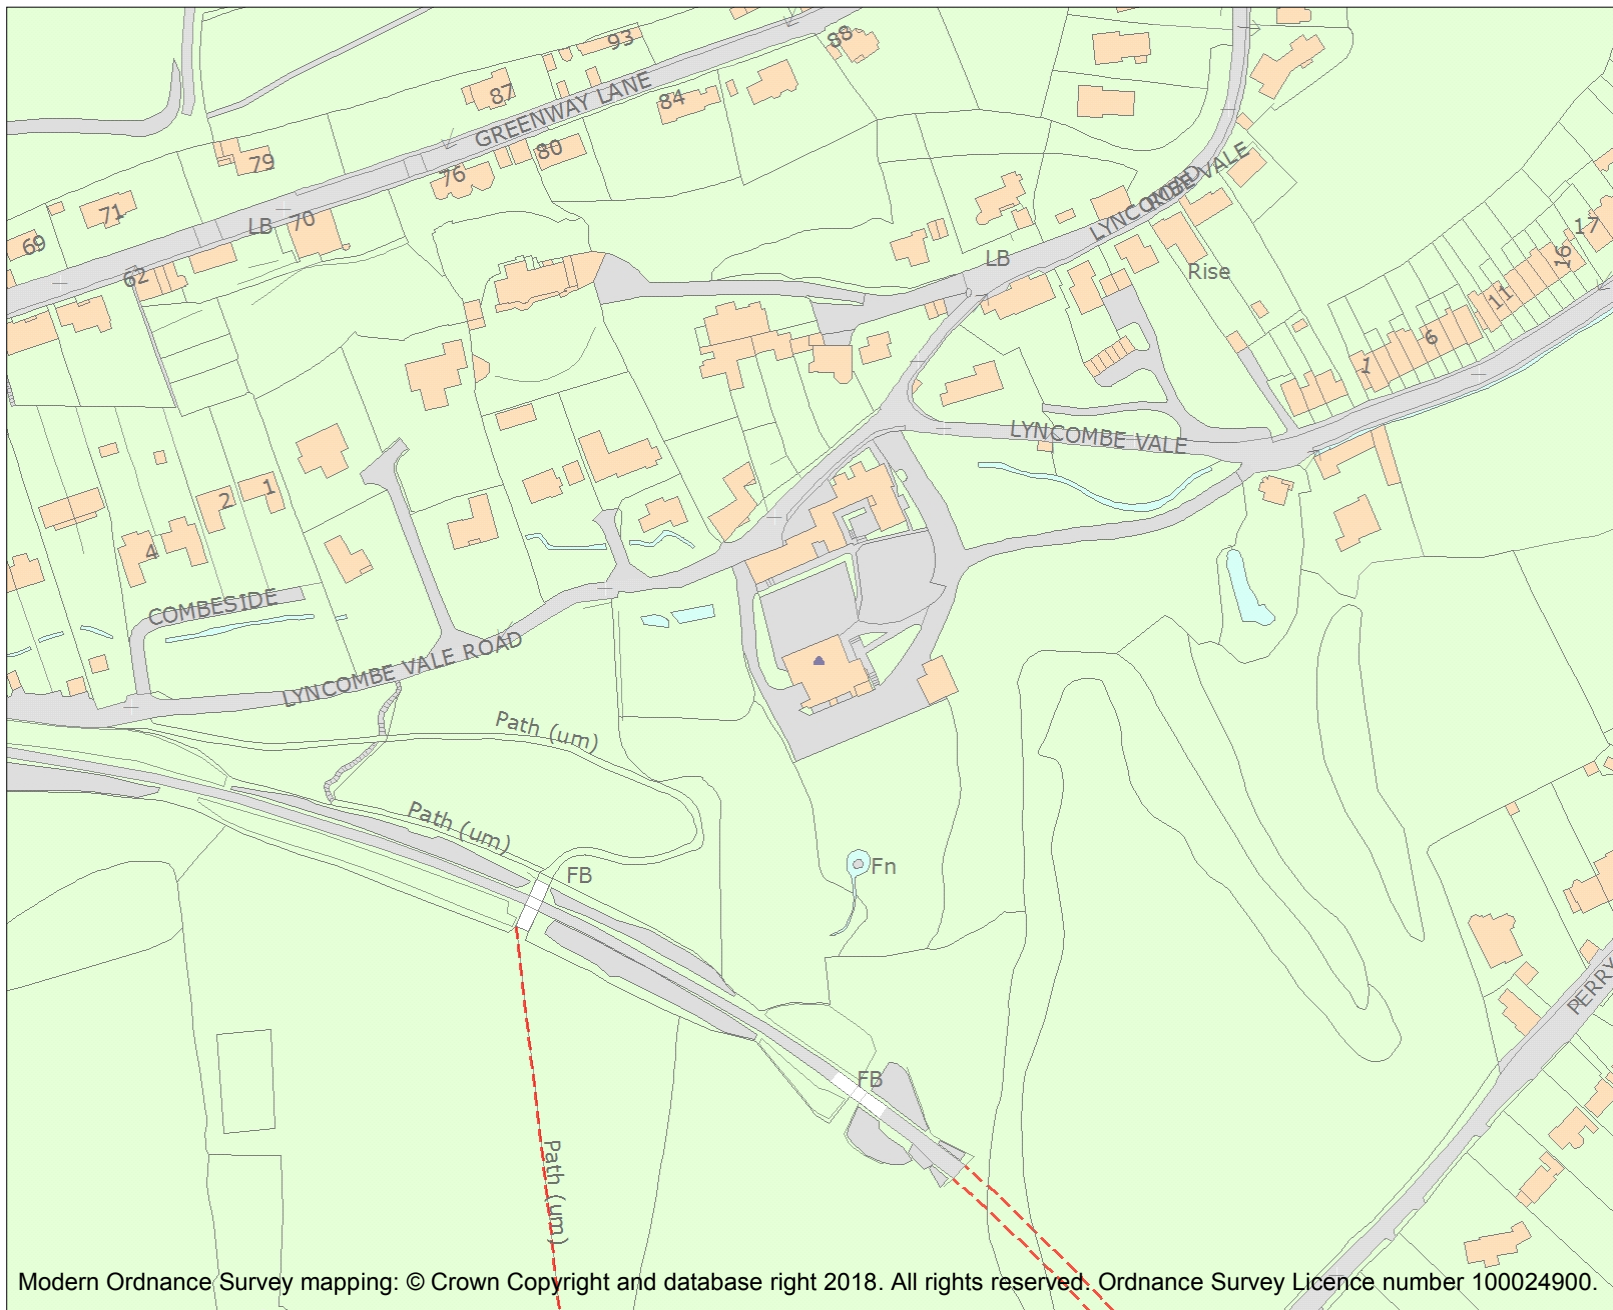 93
88
87
84
GREENWAY LANE
80
79
76
71
70
LB
69
62
LYNCOMBE VALE
ROAD
LB
Rise
17
16
11
6
1
LYNCOMBE VALE
2
1
4
COMBESIDE
LYNCOMBE VALE ROAD
Path (um)
Path (um)
FB
Fn
PERRY
FB
Path (um)
Modern Ordnance Survey mapping: © Crown Copyright and database right 2018. All rights reserved. Ordnance Survey Licence number 100024900.